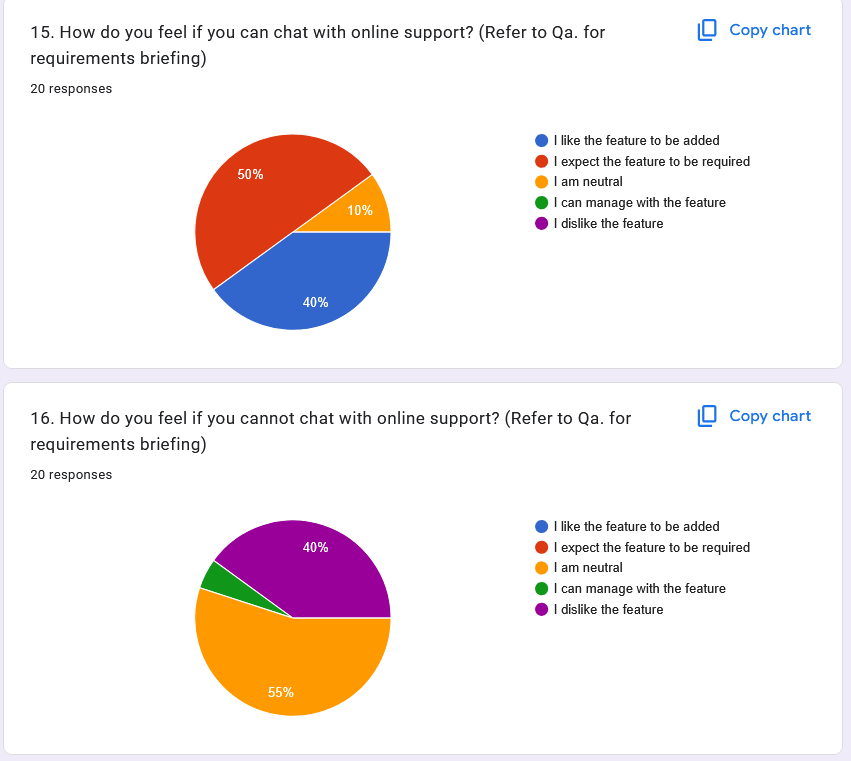 15. How do you feel if you can chat with online support? (Refer to Qa. for
requirements briefing)
Copy chart
20 responses
50%
10%
40%
I like the feature to be added
I expect the feature to be required
I am neutral
I can manage with the feature
I dislike the feature
16. How do you feel if you cannot chat with online support? (Refer to Qa. for
requirements briefing)
Copy chart
20 responses
40%
55%
I like the feature to be added
I expect the feature to be required
I am neutral
I can manage with the feature
I dislike the feature